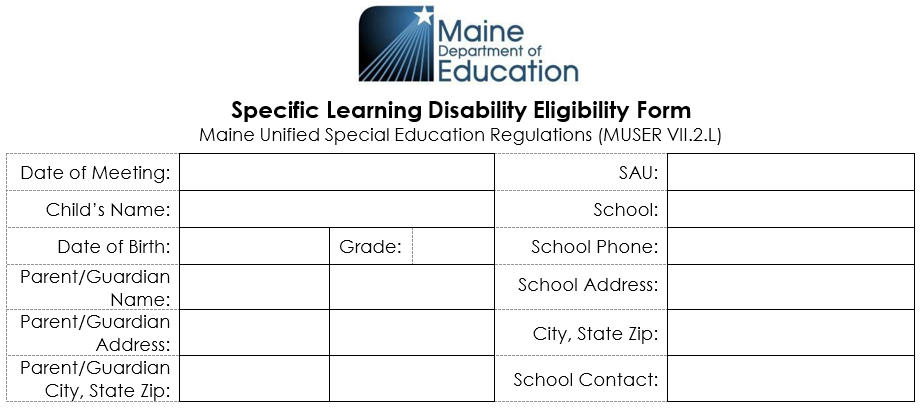 Maine
Department of
Education
Specific Learning Disability Eligibility Form
Maine Unified Special Education Regulations (MUSER VII.2.L)
Date of Meeting: SAU:
Child’s Name: School:
Date of Birth: Grade: School Phone:
Parent/Guardian
Name: School Address:
Parent/Guardian
Address: City, State Zip:
Parent/Guardian
City, State Zip: School Contact: